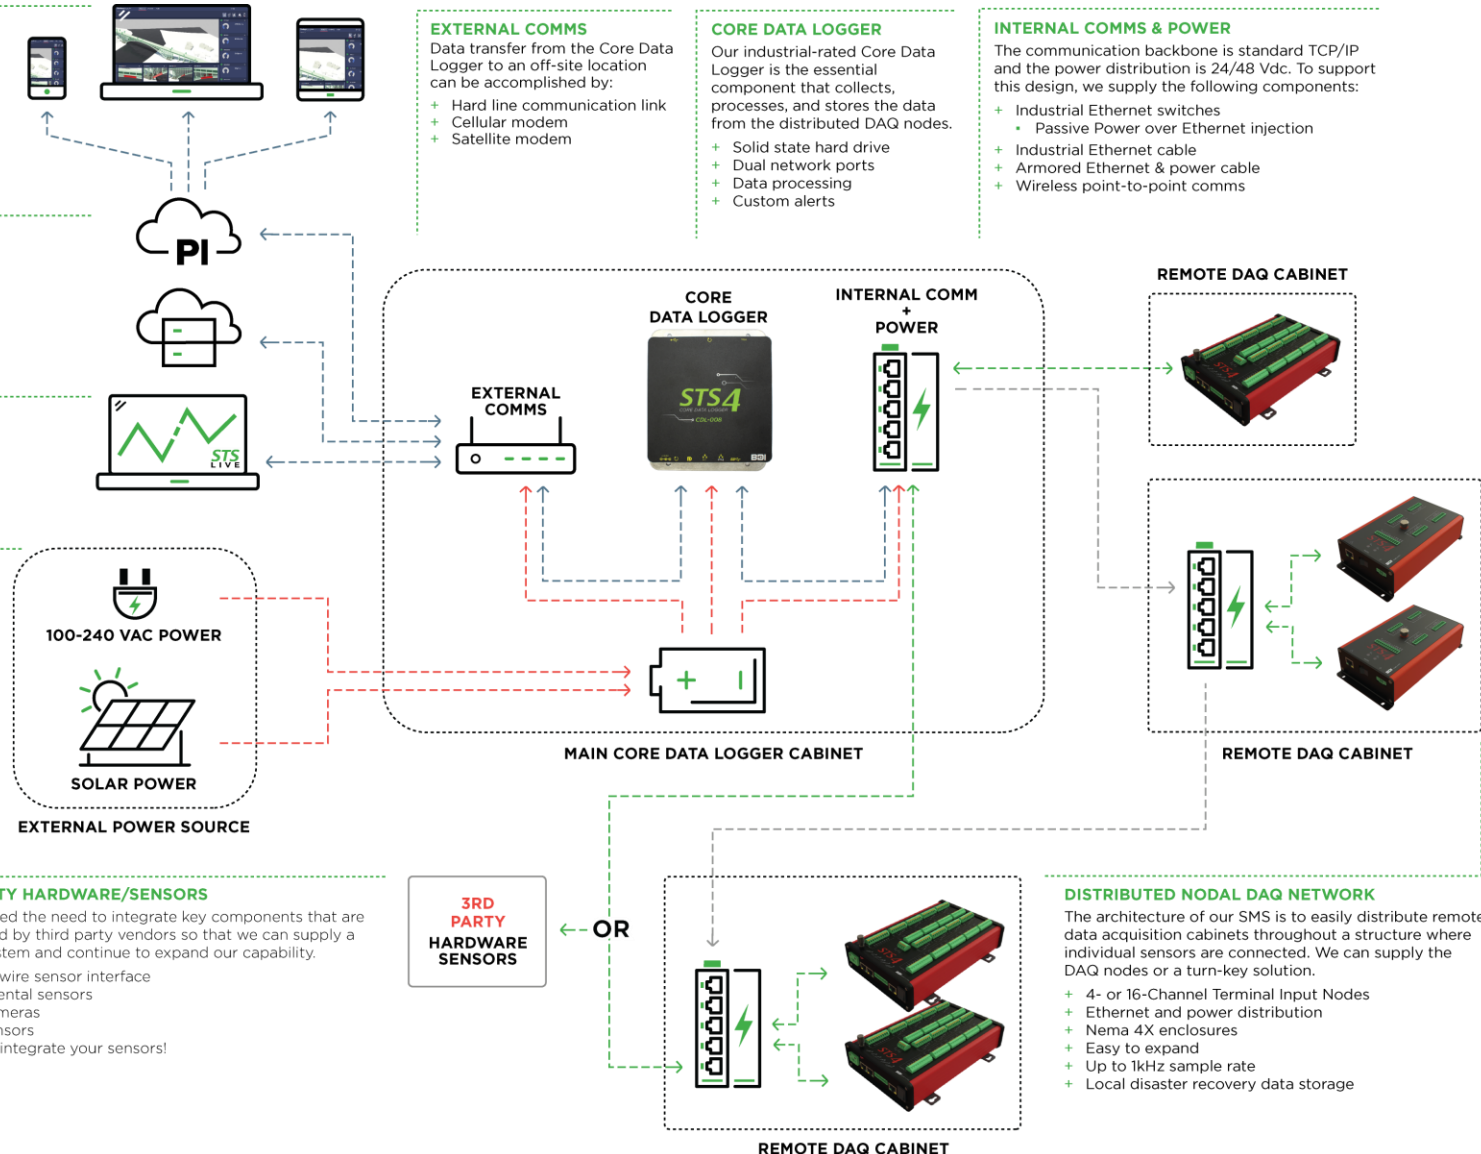 EXTERNAL COMMS
Data transfer from the Core Data
Logger to an off-site location
can be accomplished by:
+ Hard line communication link
+ Cellular modem
+ Satellite modem
CORE DATA LOGGER
Our industrial-rated Core Data
Logger is the essential
component that collects,
processes, and stores the data
from the distributed DAQ nodes.
+ Solid state hard drive
+ Dual network ports
+ Data processing
+ Custom alerts
INTERNAL COMMS & POWER
The communication backbone is standard TCP/IP
and the power distribution is 24/48 Vdc. To support
this design, we supply the following components:
+ Industrial Ethernet switches
▪ Passive Power over Ethernet injection
+ Industrial Ethernet cable
+ Armored Ethernet & power cable
+ Wireless point-to-point comms
PI
STS
LIVE
EXTERNAL
COMMS
CORE
DATA LOGGER
STS4
CORE DATA LOGGER
CDL-008
BDI
INTERNAL COMM
+
POWER
REMOTE DAQ CABINET
STS4
100-240 VAC POWER
SOLAR POWER
EXTERNAL POWER SOURCE
MAIN CORE DATA LOGGER CABINET
REMOTE DAQ CABINET
TY HARDWARE/SENSORS
ed the need to integrate key components that are
d by third party vendors so that we can supply a
stem and continue to expand our capability.
wire sensor interface
ental sensors
meras
nsors
integrate your sensors!
3RD
PARTY
HARDWARE
SENSORS
OR
REMOTE DAQ CABINET
DISTRIBUTED NODAL DAQ NETWORK
The architecture of our SMS is to easily distribute remote
data acquisition cabinets throughout a structure where
individual sensors are connected. We can supply the
DAQ nodes or a turn-key solution.
+ 4- or 16-Channel Terminal Input Nodes
+ Ethernet and power distribution
+ Nema 4X enclosures
+ Easy to expand
+ Up to 1kHz sample rate
+ Local disaster recovery data storage